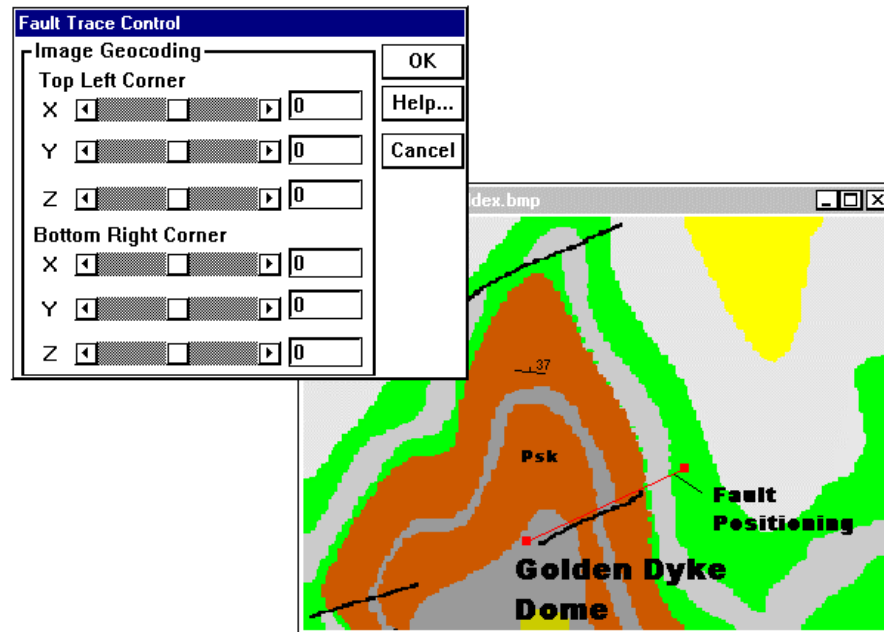 Fault Trace Control
Image Geocoding
Top Left Corner
X 0
Y 0
Z 0
Bottom Right Corner
X 0
Y 0
Z 0
OK
Help...
Cancel
dex.bmp
37
Psk
Fault
Positioning
Golden Dyke
Dome